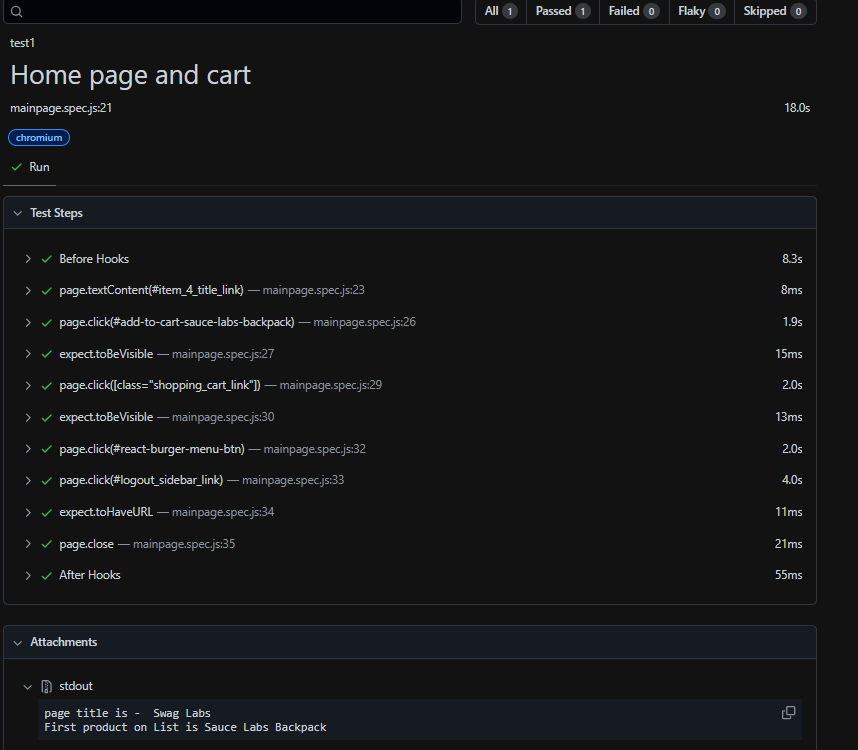 All 1 Passed 1 Failed 0 Flaky 0 Skipped 0
test1
Home page and cart
mainpage.spec.js:21 18.0s
chromium
Run
Test Steps
Before Hooks 8.3s
page.textContent(#item_4_title_link) — mainpage.spec.js:23 8ms
page.click(#add-to-cart-sauce-labs-backpack) — mainpage.spec.js:26 1.9s
expect.toBeVisible — mainpage.spec.js:27 15ms
page.click([class="shopping_cart_link"]) — mainpage.spec.js:29 2.0s
expect.toBeVisible — mainpage.spec.js:30 13ms
page.click(#react-burger-menu-btn) — mainpage.spec.js:32 2.0s
page.click(#logout_sidebar_link) — mainpage.spec.js:33 4.0s
expect.toHaveURL — mainpage.spec.js:34 11ms
page.close — mainpage.spec.js:35 21ms
After Hooks 55ms
Attachments
stdout
page title is -  Swag Labs
First product on List is Sauce Labs Backpack